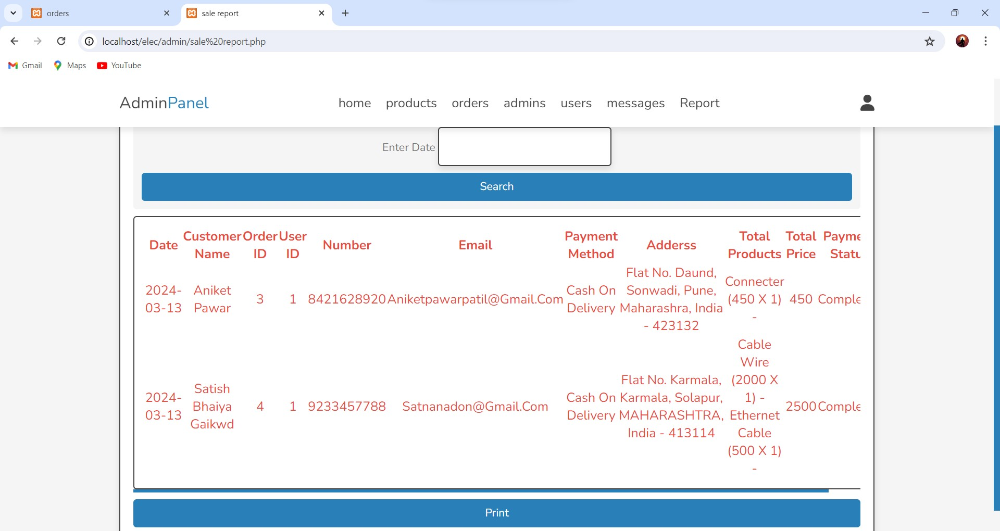 orders
sale report
localhost/elec/admin/sale%20report.php
Gmail Maps YouTube
AdminPanel home products orders admins users messages Report
Enter Date
Search
Date Customer Name Order ID User ID Number Email Payment Method Adderss Total Products Total Price Payme Statu
2024-03-13 Aniket Pawar 3 1 8421628920 Aniketpawarpatil@Gmail.Com Cash On Delivery Flat No. Daund, Sonwadi, Pune, Maharashra, India - 423132 Connecter (450 X 1) - 450 Comple
2024-03-13 Satish Bhaiya Gaikwd 4 1 9233457788 Satnanadon@Gmail.Com Cash On Delivery Flat No. Karmala, Karmala, Solapur, MAHARASHTRA, India - 413114 Cable Wire (2000 X 1) - Ethernet Cable (500 X 1) - 2500 Comple
Print